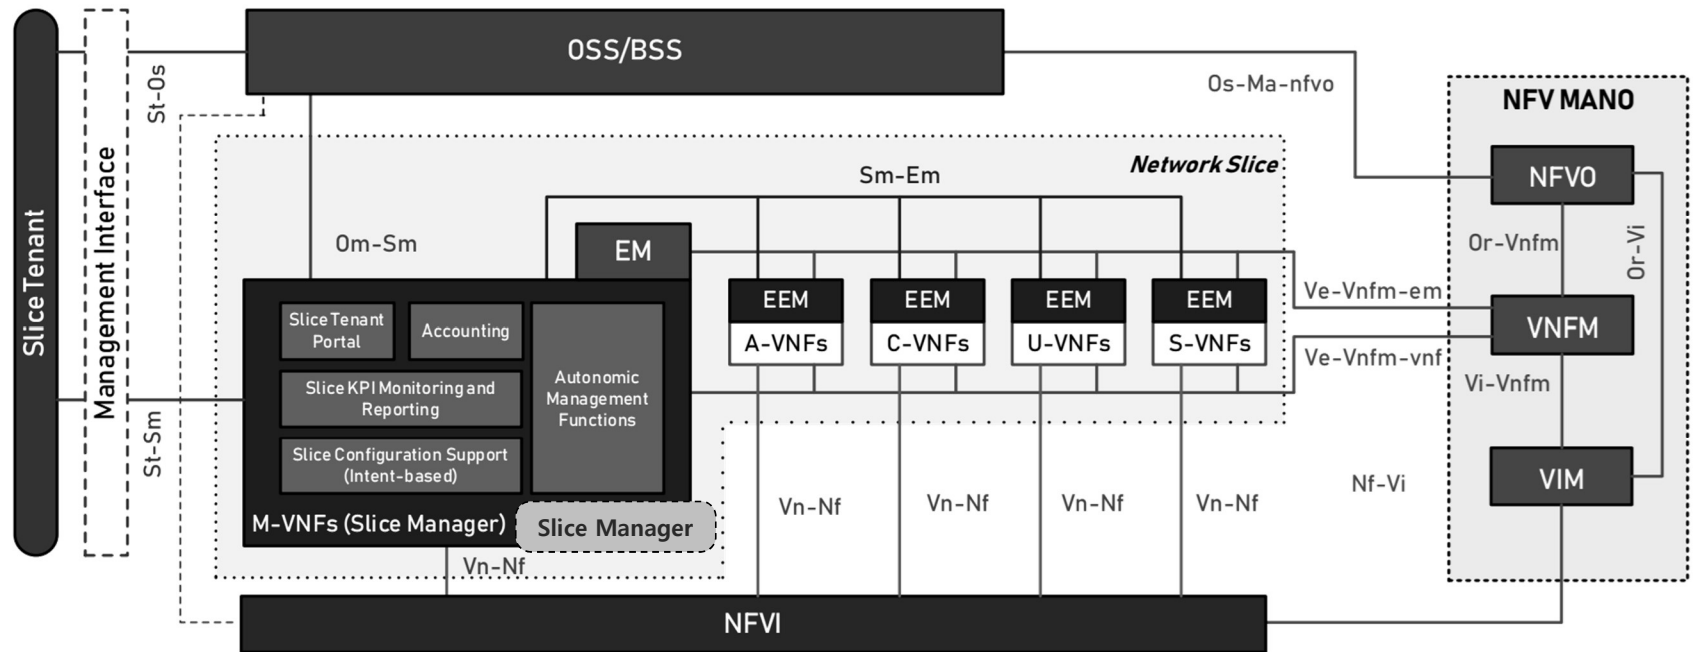 OSS/BSS
St-Os
Os-Ma-nfvo
NFV MANO
Management Interface
Slice Tenant
Network Slice
Sm-Em
NFVO
Om-Sm
EM
Or-Vnfm
Or-Vi
EEM
EEM
EEM
EEM
Ve-Vnfm-em
VNFM
Slice Tenant
Portal
Accounting
A-VNFs
C-VNFs
U-VNFs
S-VNFs
Ve-Vnfm-vnf
Vi-Vnfm
Slice KPI Monitoring and
Reporting
Autonomic
Management
Functions
St-Sm
Slice Configuration Support
(Intent-based)
VIM
Nf-Vi
Vn-Nf
Vn-Nf
Vn-Nf
Vn-Nf
M-VNFs (Slice Manager)
Slice Manager
Vn-Nf
NFVI